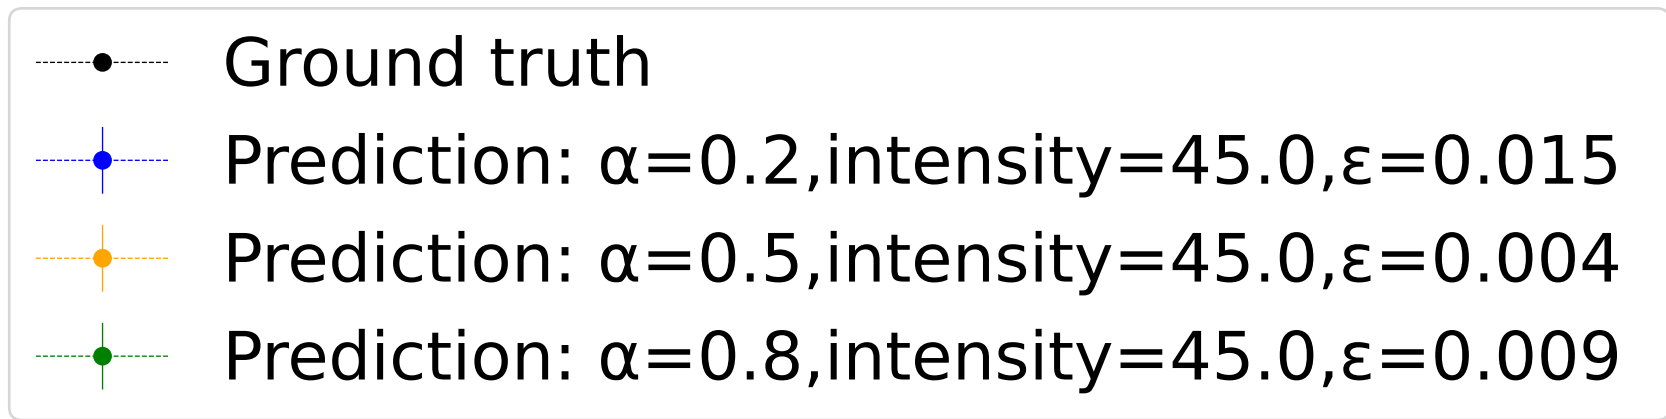 Ground truth
Prediction: α=0.2,intensity=45.0,ε=0.015
Prediction: α=0.5,intensity=45.0,ε=0.004
Prediction: α=0.8,intensity=45.0,ε=0.009